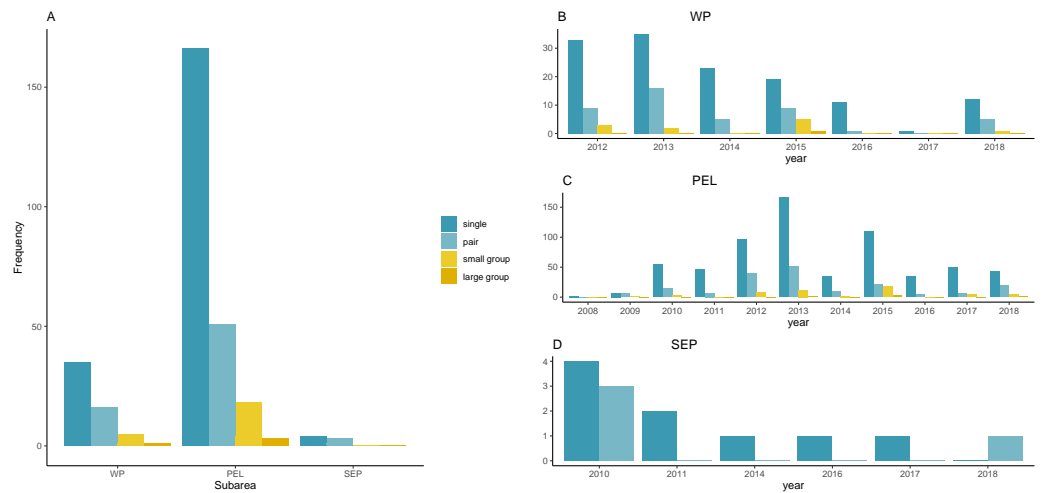 A
Frequency
150
100
50
0
WP PEL SEP
Subarea
single
pair
small group
large group
B WP
30
20
10
0
2012 2013 2014 2015 2016 2017 2018
year
C PEL
150
100
50
0
2008 2009 2010 2011 2012 2013 2014 2015 2016 2017 2018
year
D SEP
4
3
2
1
0
2010 2011 2014 2016 2017 2018
year